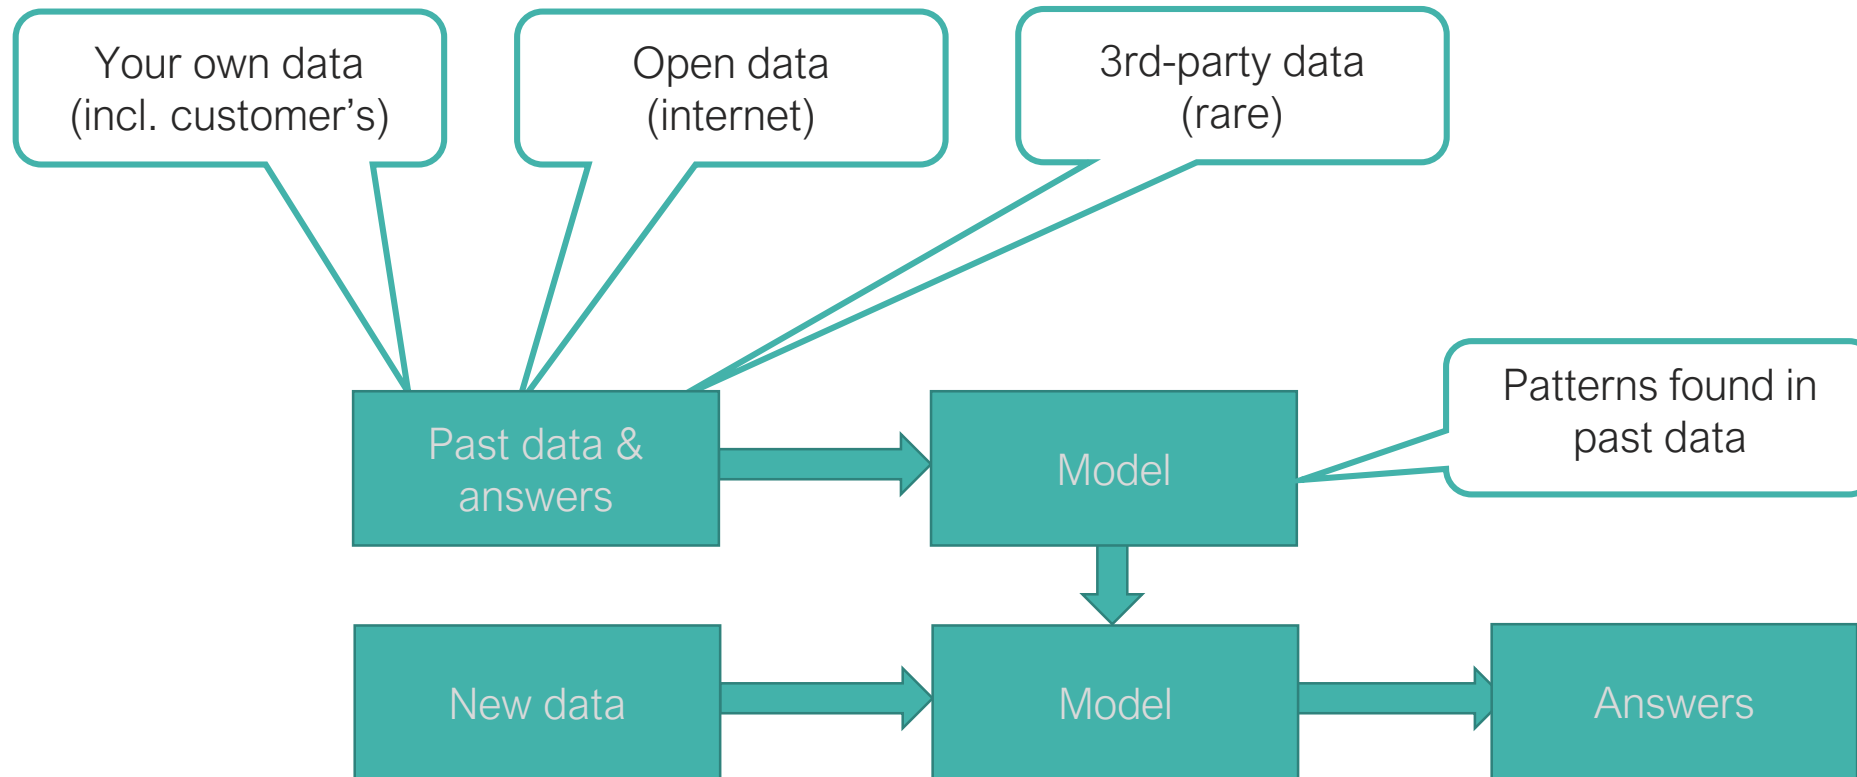 Your own data
(incl. customer’s)
Open data
(internet)
3rd-party data
(rare)
Patterns found in
past data
Past data &
answers
Model
New data
Model
Answers